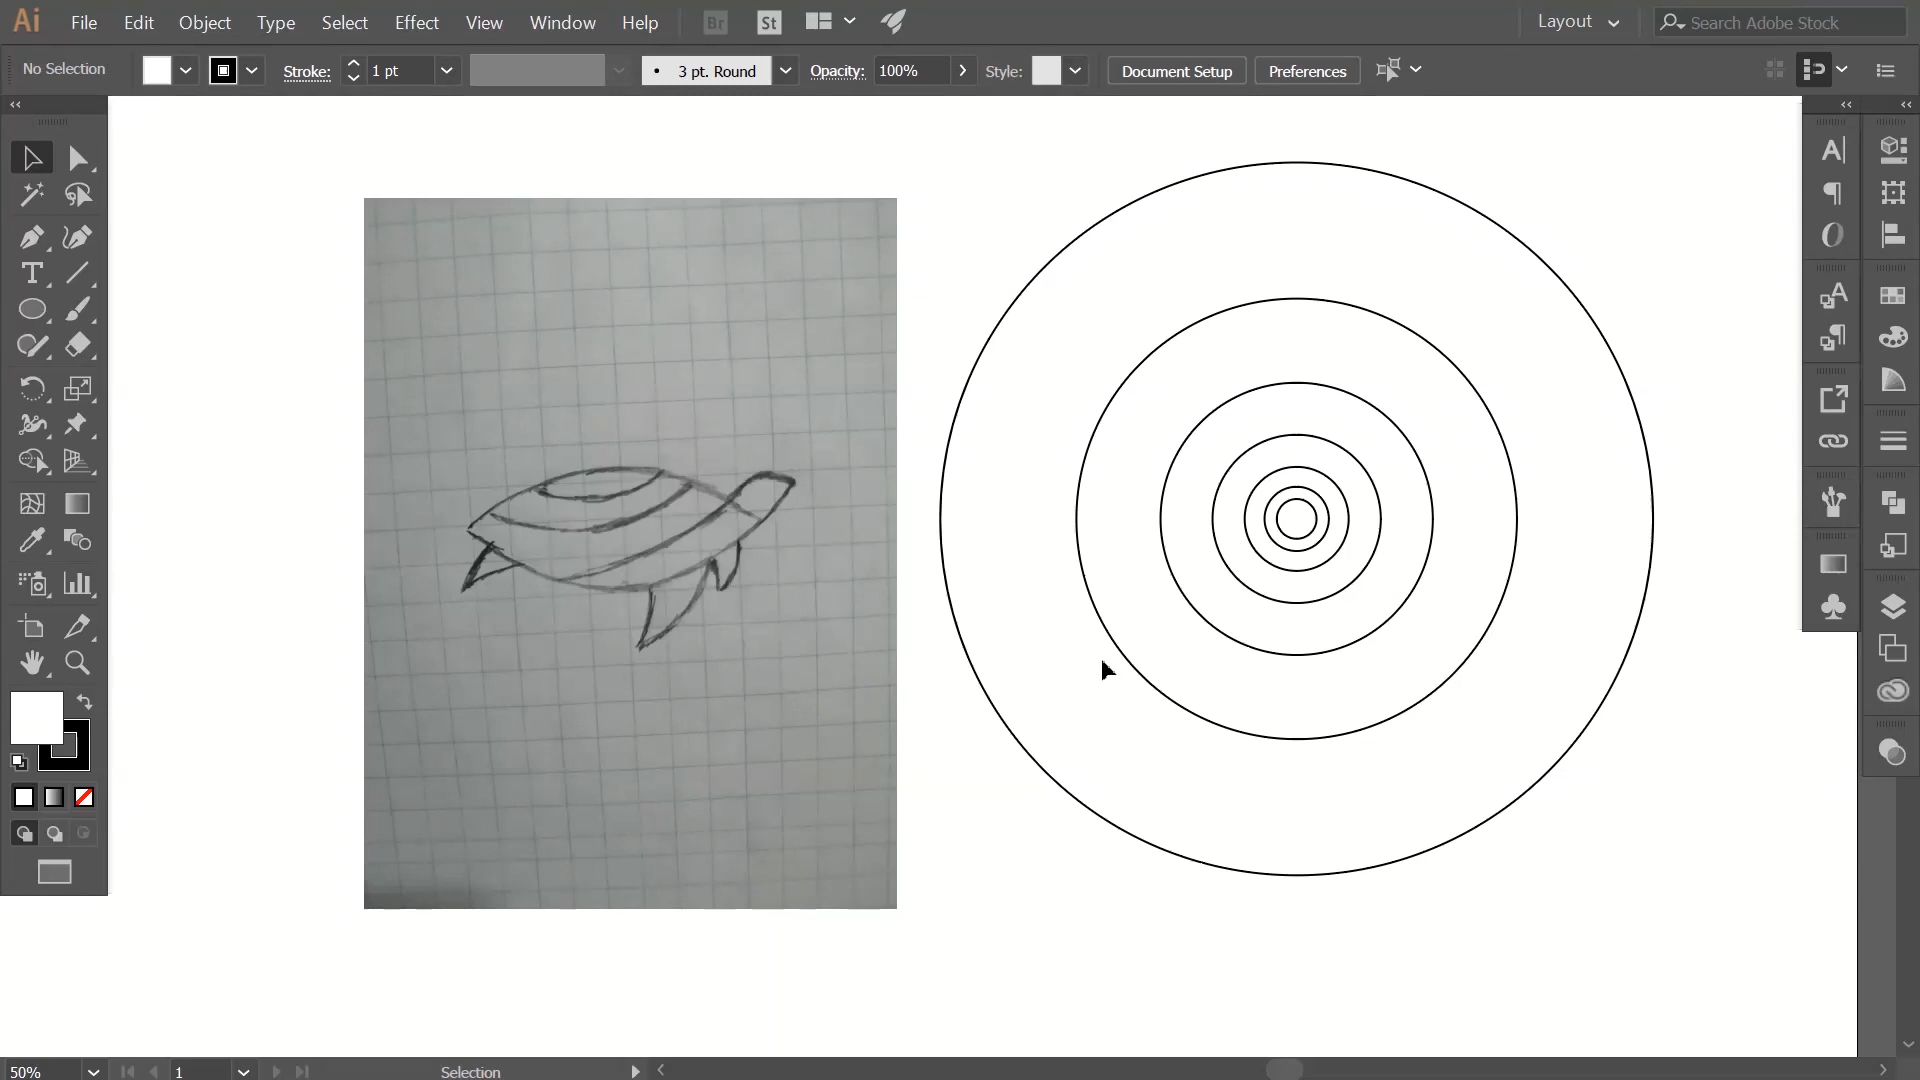 Ai File Edit Object Type Select Effect View Window Help Br St Layout Search Adobe Stock
No Selection Stroke: 1 pt 3 pt. Round Opacity: 100% Style: Document Setup Preferences
50% 1 Selection